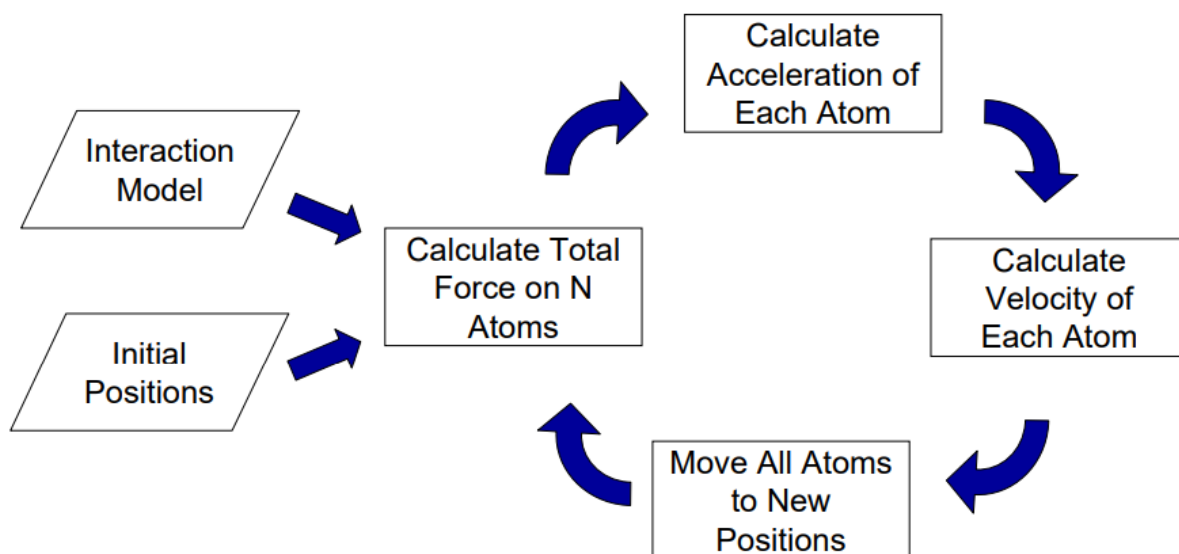 Calculate
Acceleration of
Each Atom
Interaction
Model
Calculate Total
Force on N
Atoms
Calculate
Velocity of
Each Atom
Initial
Positions
Move All Atoms
to New
Positions